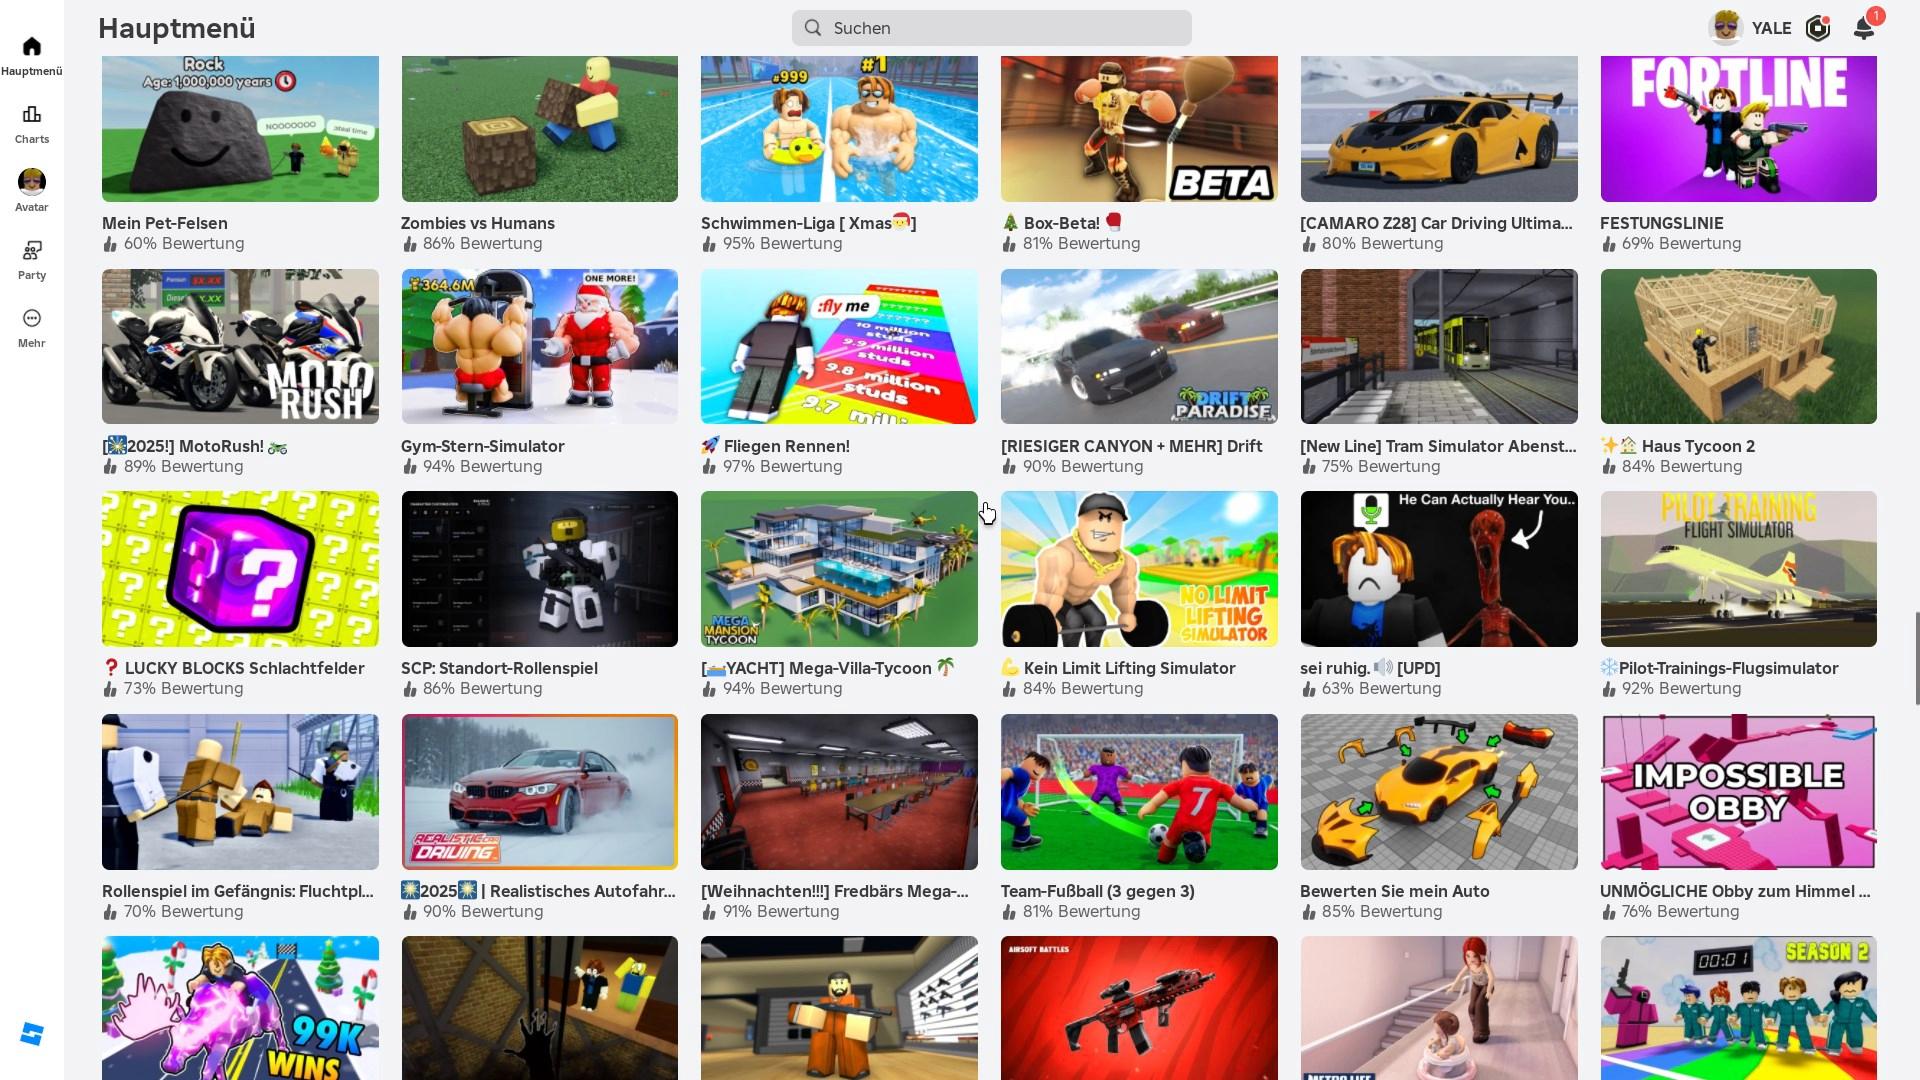 Hauptmenü
Suchen
YALE
1
Hauptmenü
Charts
Avatar
Party
Mehr
Rock
Age: 1,000,000 years
NOOOOOOO
#999
#1
BETA
FORTLINE
Mein Pet-Felsen
60% Bewertung
Zombies vs Humans
86% Bewertung
Schwimmen-Liga [ Xmas🎅]
95% Bewertung
🎄 Box-Beta! 🥊
81% Bewertung
[CAMARO Z28] Car Driving Ultima...
80% Bewertung
FESTUNGSLINIE
69% Bewertung
MOTO
RUSH
364.6M
ONE MORE!
:fly me
10 million
studs
9.9 million
studs
9.8 million
studs
9.7 mill
DRIFT
PARADISE
[🎆2025!] MotoRush! 🏍️
89% Bewertung
Gym-Stern-Simulator
94% Bewertung
🚀 Fliegen Rennen!
97% Bewertung
[RIESIGER CANYON + MEHR] Drift
90% Bewertung
[New Line] Tram Simulator Abenst...
75% Bewertung
✨🏠 Haus Tycoon 2
84% Bewertung
MEGA
MANSION
TYCOON
NO LIMIT
LIFTING
SIMULATOR
He Can Actually Hear You..
PILOT TRAINING
FLIGHT SIMULATOR
❓ LUCKY BLOCKS Schlachtfelder
73% Bewertung
SCP: Standort-Rollenspiel
86% Bewertung
[🛥️YACHT] Mega-Villa-Tycoon 🌴
94% Bewertung
💪 Kein Limit Lifting Simulator
84% Bewertung
sei ruhig. 🔊 [UPD]
63% Bewertung
❄️Pilot-Trainings-Flugsimulator
92% Bewertung
REALISTIC CAR
DRIVING
7
IMPOSSIBLE
OBBY
Rollenspiel im Gefängnis: Fluchtpl...
70% Bewertung
🎆2025🎆 | Realistisches Autofahr...
90% Bewertung
[Weihnachten!!!] Fredbärs Mega-...
91% Bewertung
Team-Fußball (3 gegen 3)
81% Bewertung
Bewerten Sie mein Auto
85% Bewertung
UNMÖGLICHE Obby zum Himmel ...
76% Bewertung
99K
WINS
AIRSOFT BATTLES
METRO LIFE
00:01
SEASON 2